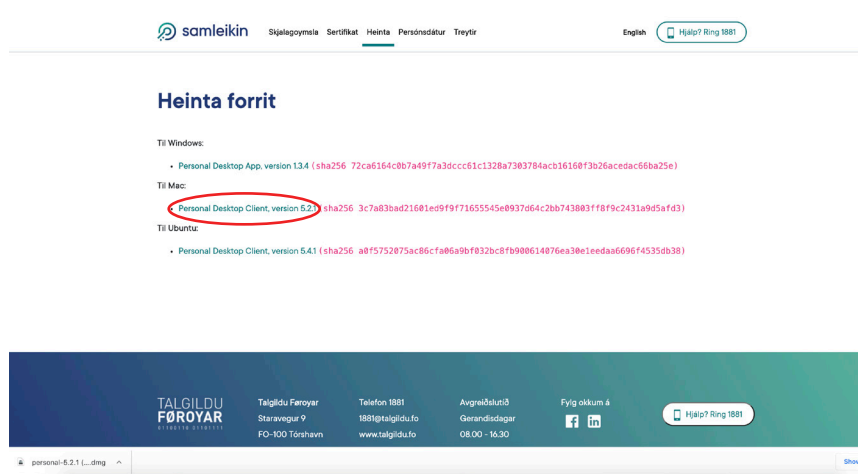 samleikin
Skjalagoymsla Sertifikat Heinta Persónsdátur Treytir English Hjálp? Ring 1881
Heinta forrit
Til Windows:
• Personal Desktop App, version 1.3.4 (sha256 72ca6164c0b7a49f7a3dccc61c1328a7303784acb16160f3b26acedac66ba25e)
Til Mac:
• Personal Desktop Client, version 5.2.1 (sha256 3c7a83bad21601ed9f9f71655545e0937d64c2bb743803ff8f9c2431a9d5afd3)
Til Ubuntu:
• Personal Desktop Client, version 5.4.1 (sha256 a0f5752075ac86cfa06a9bf032bc8fb900614076ea30e1eedaa6696f4535db38)
TALGILDU
FØROYAR
01100110 01101111
Talgildu Føroyar
Staravegur 9
FO-100 Tórshavn
Telefon 1881
1881@talgildu.fo
www.talgildu.fo
Avgreiðslutíð
Gerandisdagar
08.00 - 16.30
Fylg okkum á
Hjálp? Ring 1881
personal-5.2.1 (....dmg
Show